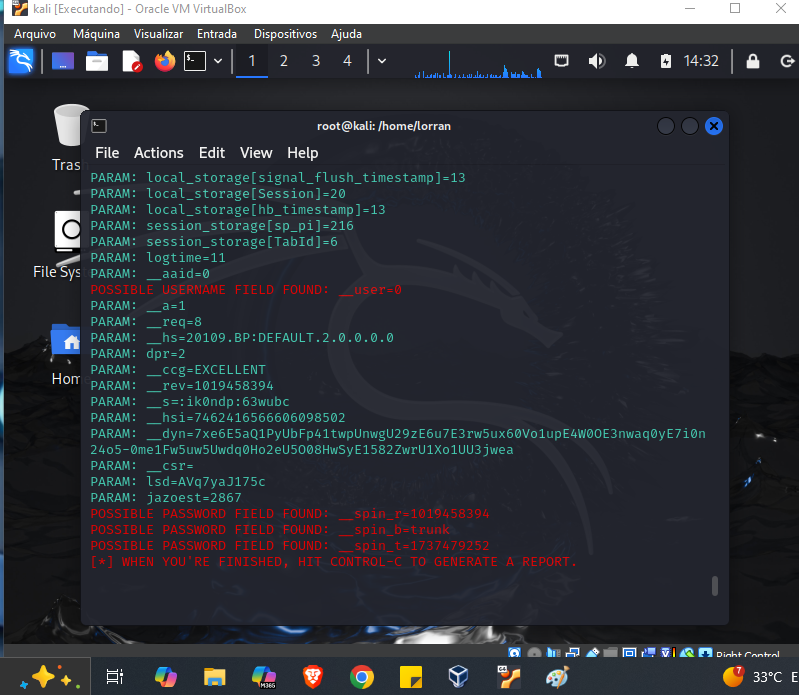 kali [Executando] - Oracle VM VirtualBox
Arquivo Máquina Visualizar Entrada Dispositivos Ajuda
1 2 3 4 14:32
root@kali: /home/lorran
File Actions Edit View Help
Trash
PARAM: local_storage[signal_flush_timestamp]=13
PARAM: local_storage[Session]=20
PARAM: local_storage[hb_timestamp]=13
PARAM: session_storage[sp_pi]=216
PARAM: session_storage[TabId]=6
PARAM: logtime=11
File Sys
PARAM: __aaid=0
POSSIBLE USERNAME FIELD FOUND: __user=0
PARAM: __a=1
PARAM: __req=8
PARAM: __hs=20109.BP:DEFAULT.2.0.0.0.0
PARAM: dpr=2
Hom
PARAM: __ccg=EXCELLENT
PARAM: __rev=1019458394
PARAM: __s=:ik0ndp:63wubc
PARAM: __hsi=7462416566606098502
PARAM: __dyn=7xe6E5aQ1PyUbFp41twpUnwgU29zE6u7E3rw5ux60Vo1upE4W0OE3nwaq0yE7i0n
24o5-0me1Fw5uw5Uwdq0Ho2eU5O08HwSyE1582ZwrU1Xo1UU3jwea
PARAM: __csr=
PARAM: lsd=AVq7yaJ175c
PARAM: jazoest=2867
POSSIBLE PASSWORD FIELD FOUND: __spin_r=1019458394
POSSIBLE PASSWORD FIELD FOUND: __spin_b=trunk
POSSIBLE PASSWORD FIELD FOUND: __spin_t=1737479252
[*] WHEN YOU'RE FINISHED, HIT CONTROL-C TO GENERATE A REPORT.
Right Control
M365
7
33°C E